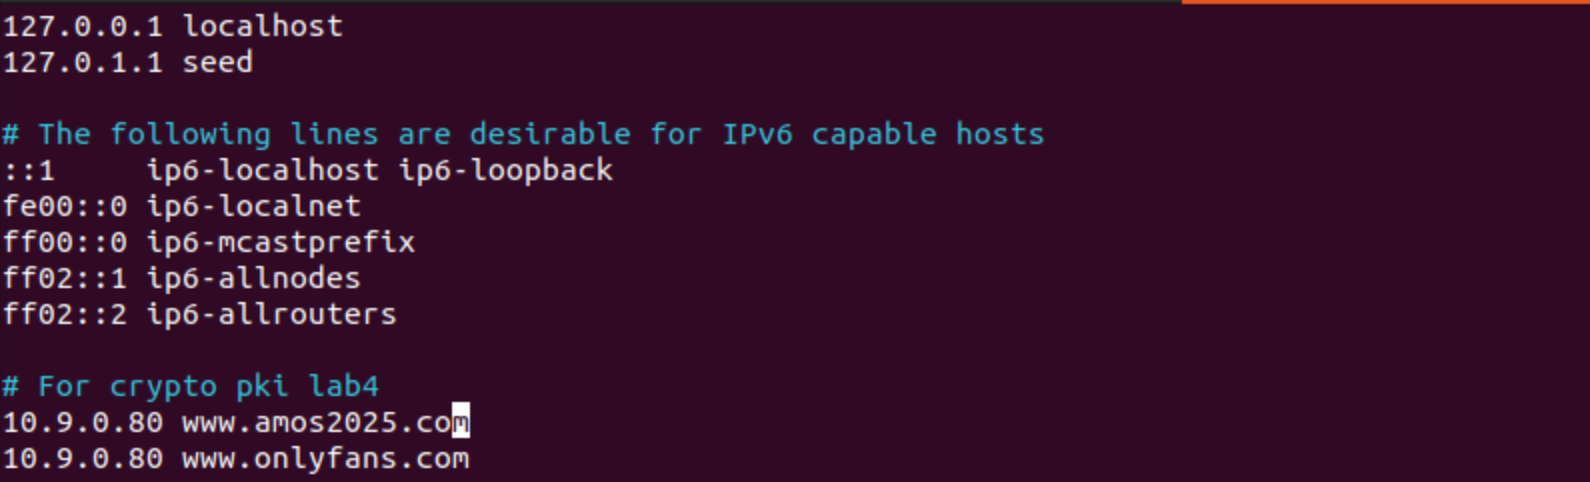 127.0.0.1 localhost
127.0.1.1 seed
# The following lines are desirable for IPv6 capable hosts
::1     ip6-localhost ip6-loopback
fe00::0 ip6-localnet
ff00::0 ip6-mcastprefix
ff02::1 ip6-allnodes
ff02::2 ip6-allrouters
# For crypto pki lab4
10.9.0.80 www.amos2025.com
10.9.0.80 www.onlyfans.com